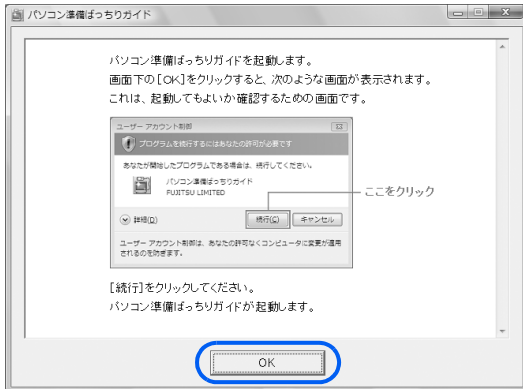 パソコン準備ばっちりガイド
パソコン準備ばっちりガイドを起動します。
画面下の[OK]をクリックすると、次のような画面が表示されます。
これは、起動してもよいか確認するための画面です。
ユーザー アカウント制御
プログラムを続行するにはあなたの許可が必要です
あなたが開始したプログラムである場合は、続行してください。
パソコン準備ばっちりガイド
FUJITSU LIMITED
ここをクリック
詳細(D)
続行(C)
キャンセル
ユーザー アカウント制御は、あなたの許可なくコンピュータに変更が適用
されるのを防ぎます。
[続行]をクリックしてください。
パソコン準備ばっちりガイドが起動します。
OK